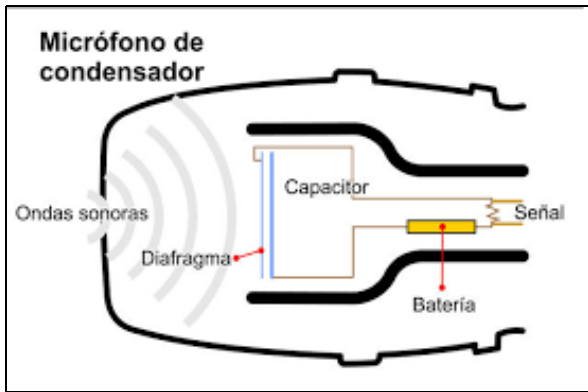 Micrófono de
condensador
Capacitor
Ondas sonoras
Señal
Diafragma
Batería